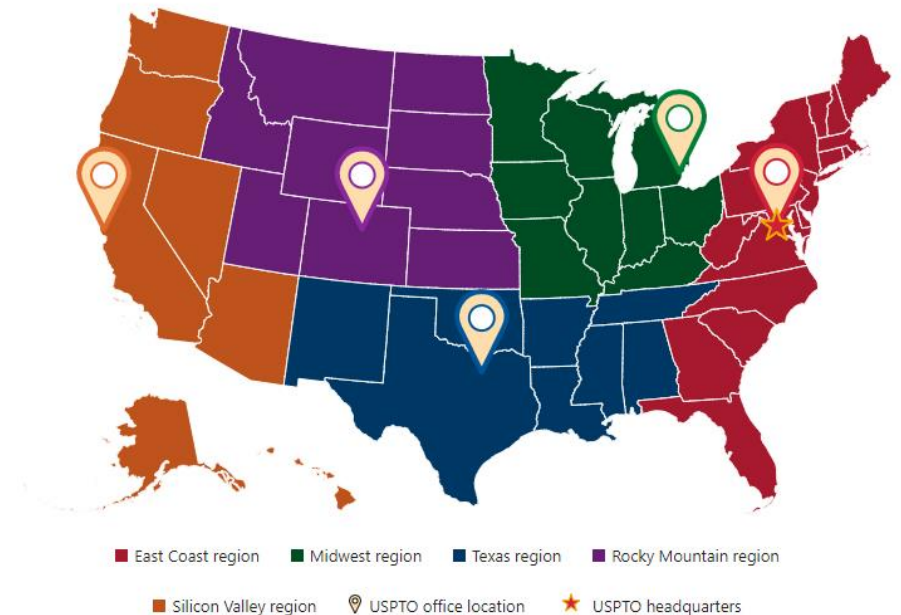 East Coast region Midwest region Texas region Rocky Mountain region
Silicon Valley region USPTO office location USPTO headquarters